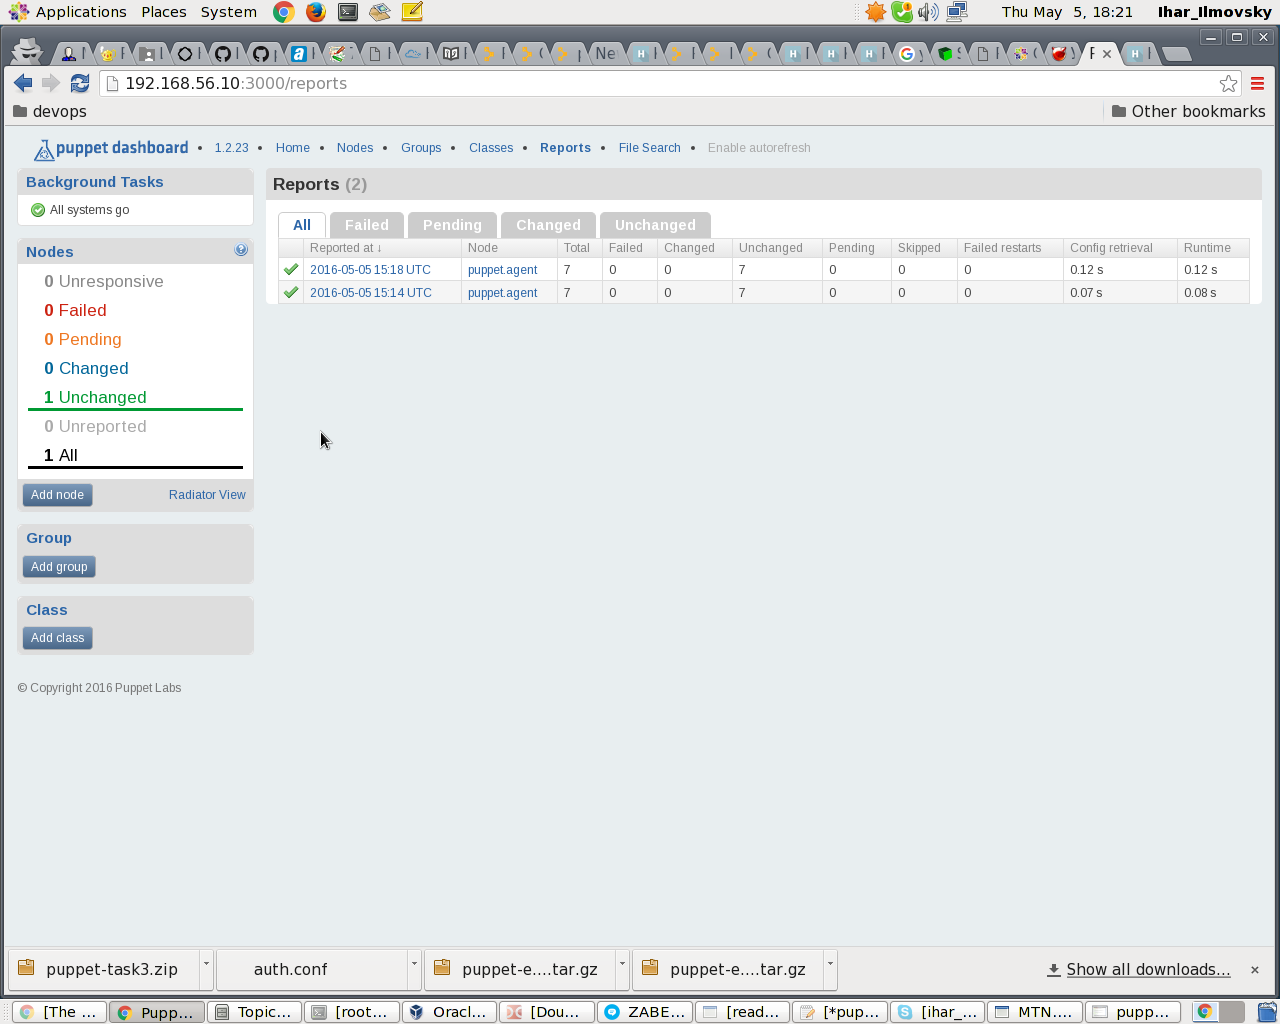 Applications Places System Thu May 5, 18:21 Ihar_Ilmovsky
192.168.56.10:3000/reports
devops Other bookmarks
puppet dashboard • 1.2.23 • Home • Nodes • Groups • Classes • Reports • File Search • Enable autorefresh
Background Tasks
All systems go
Nodes
0 Unresponsive
0 Failed
0 Pending
0 Changed
1 Unchanged
0 Unreported
1 All
Add node Radiator View
Group
Add group
Class
Add class
© Copyright 2016 Puppet Labs
Reports (2)
All Failed Pending Changed Unchanged
Reported at ↓ Node Total Failed Changed Unchanged Pending Skipped Failed restarts Config retrieval Runtime
2016-05-05 15:18 UTC puppet.agent 7 0 0 7 0 0 0 0.12 s 0.12 s
2016-05-05 15:14 UTC puppet.agent 7 0 0 7 0 0 0 0.07 s 0.08 s
puppet-task3.zip auth.conf puppet-e....tar.gz puppet-e....tar.gz Show all downloads...
[The ... Pupp... Topic... [root... Oracl... [Dou... ZABE... [read... [*pup... [ihar_... MTN.... pupp...